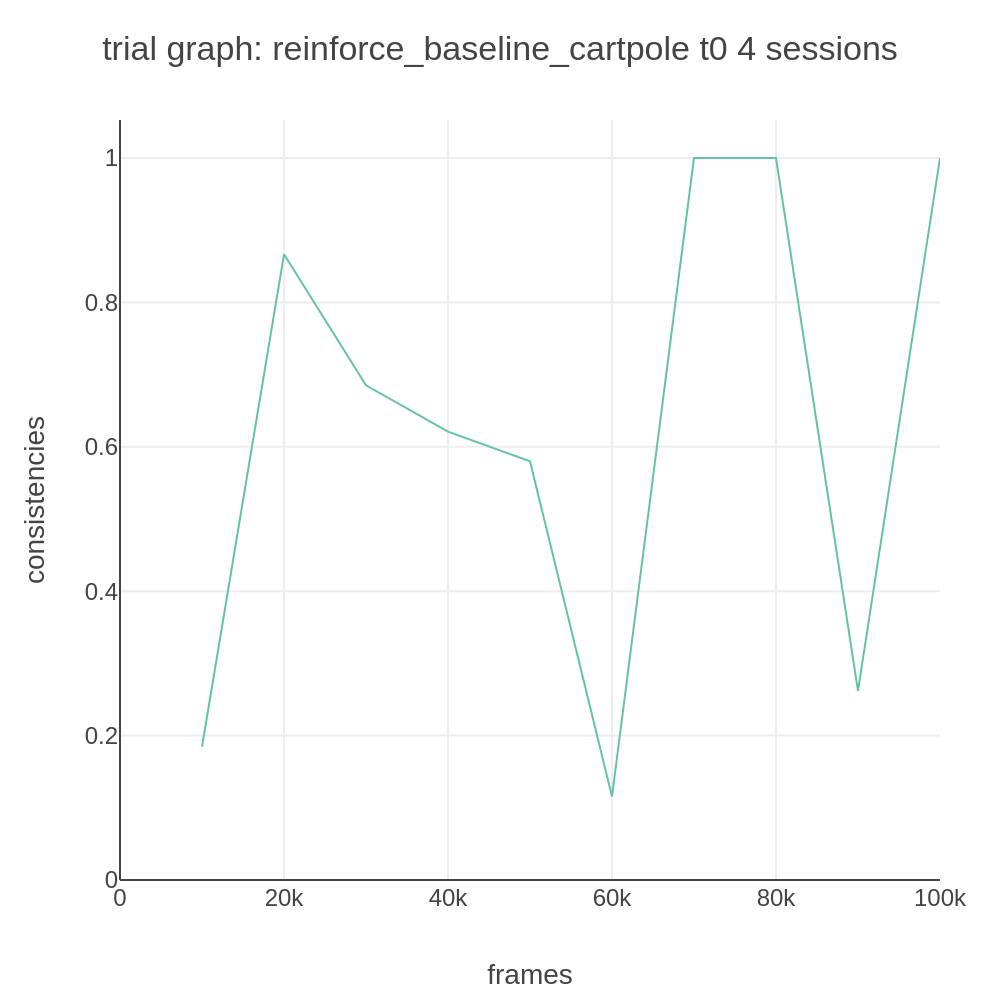 trial graph: reinforce_baseline_cartpole t0 4 sessions
consistencies
1
0.8
0.6
0.4
0.2
0
0 20k 40k 60k 80k 100k
frames